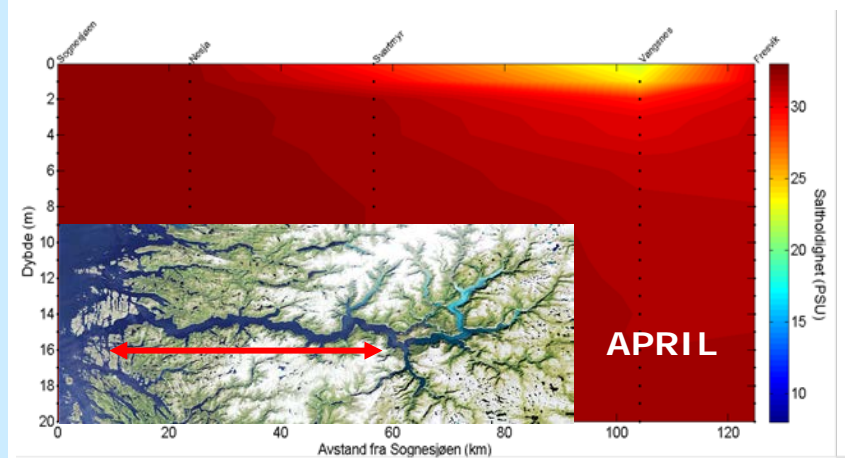 Sognesjøen Nesja Svartmyr Vangsnes Fresvik
0
2
4
6
8
10
12
14
16
18
20
Dybde (m)
0 20 40 60 80 100 120
Avstand fra Sognesjøen (km)
APRIL
30
25
20
15
10
Saltholdighet (PSU)